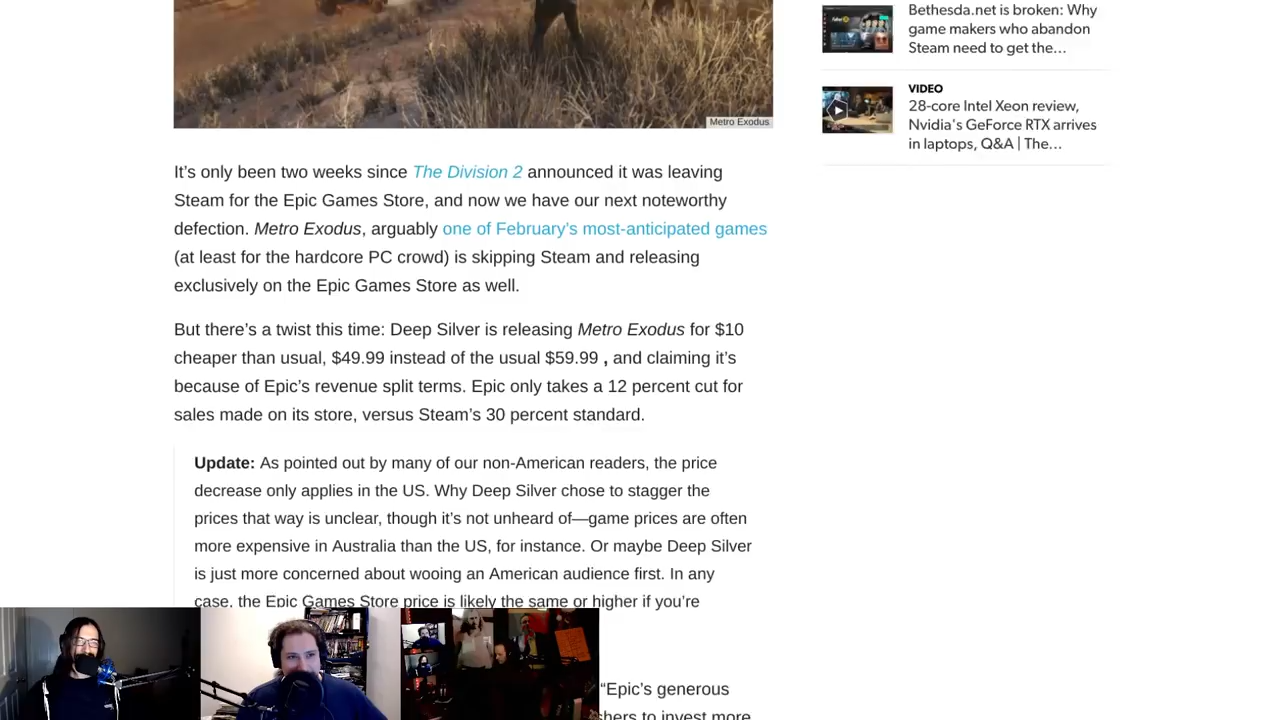 Metro Exodus
It’s only been two weeks since The Division 2 announced it was leaving
Steam for the Epic Games Store, and now we have our next noteworthy
defection. Metro Exodus, arguably one of February’s most-anticipated games
(at least for the hardcore PC crowd) is skipping Steam and releasing
exclusively on the Epic Games Store as well.
But there’s a twist this time: Deep Silver is releasing Metro Exodus for $10
cheaper than usual, $49.99 instead of the usual $59.99 , and claiming it’s
because of Epic’s revenue split terms. Epic only takes a 12 percent cut for
sales made on its store, versus Steam’s 30 percent standard.
Update: As pointed out by many of our non-American readers, the price
decrease only applies in the US. Why Deep Silver chose to stagger the
prices that way is unclear, though it’s not unheard of—game prices are often
more expensive in Australia than the US, for instance. Or maybe Deep Silver
is just more concerned about wooing an American audience first. In any
case, the Epic Games Store price is likely the same or higher if you’re
“Epic’s generous
shers to invest more
Bethesda.net is broken: Why
game makers who abandon
Steam need to get the...
VIDEO
28-core Intel Xeon review,
Nvidia's GeForce RTX arrives
in laptops, Q&A | The...